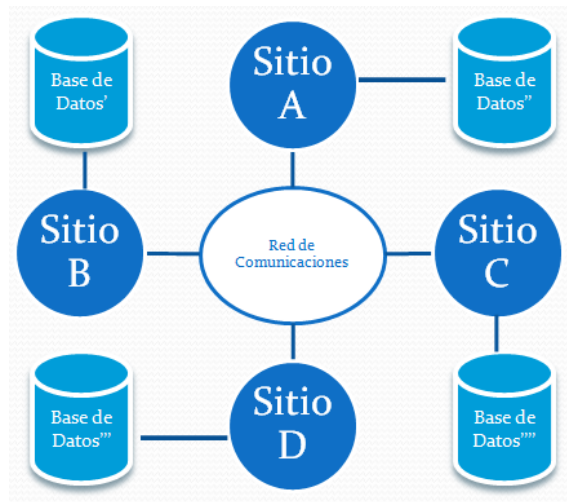 Base de
Datos’
Sitio
A
Base de
Datos’’
Sitio
B
Red de
Comunicaciones
Sitio
C
Base de
Datos’’’
Sitio
D
Base de
Datos’’’’